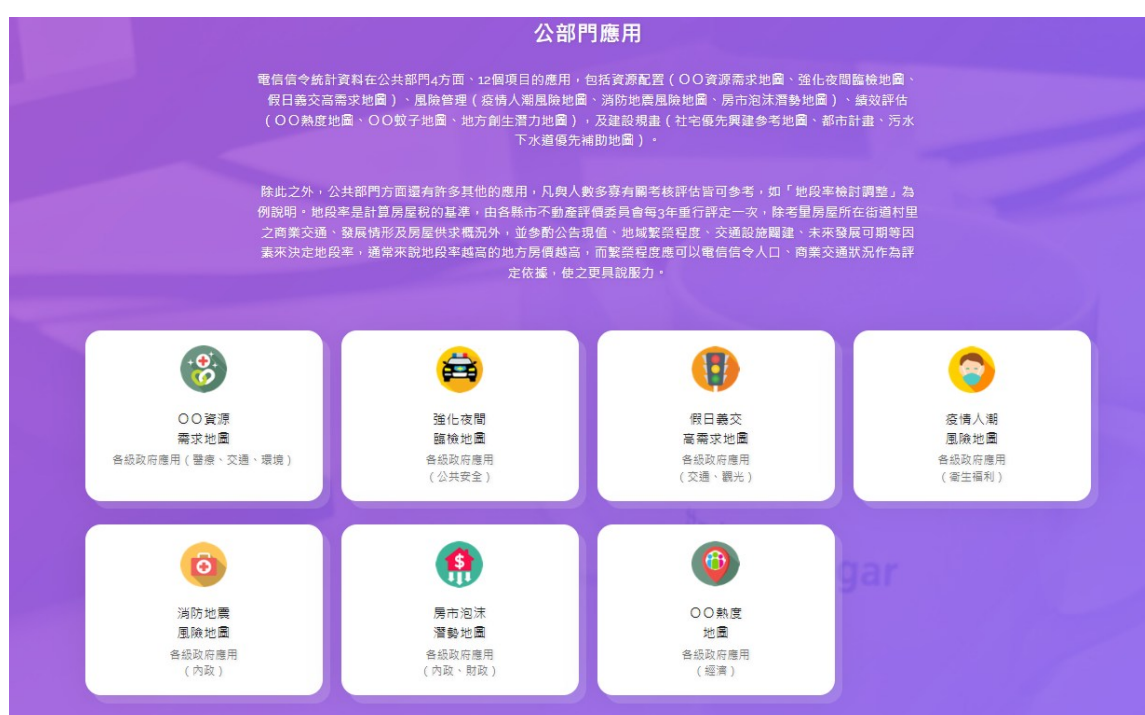 公部門應用
電信信令統計資料在公共部門4方面、12個項目的應用，包括資源配置（〇〇資源需求地圖、強化夜間臨檢地圖、
假日義交高需求地圖）、風險管理（疫情人潮風險地圖、消防地震風險地圖、房市泡沫潛勢地圖）、績效評估
（〇〇熱度地圖、〇〇蚊子地圖、地方創生潛力地圖），及建設規畫（社宅優先興建參考地圖、都市計畫、污水
下水道優先補助地圖）。
除此之外，公共部門方面還有許多其他的應用，凡與人數多寡有關考核評估皆可參考，如「地段率檢討調整」為
例說明。地段率是計算房屋稅的基準，由各縣市不動產評價委員會每3年重行評定一次，除考量房屋所在街道村里
之商業交通、發展情形及房屋供求概況外，並參酌公告現值、地域繁榮程度、交通設施闢建、未來發展可期等因
素來決定地段率，通常來說地段率越高的地方房價越高，而繁榮程度應可以電信信令人口、商業交通狀況作為評
定依據，使之更具說服力。
〇〇資源
需求地圖
各級政府應用（醫療、交通、環境）
強化夜間
臨檢地圖
各級政府應用
（公共安全）
假日義交
高需求地圖
各級政府應用
（交通、觀光）
疫情人潮
風險地圖
各級政府應用
（衛生福利）
消防地震
風險地圖
各級政府應用
（內政）
房市泡沫
潛勢地圖
各級政府應用
（內政、財政）
〇〇熱度
地圖
各級政府應用
（經濟）
gar